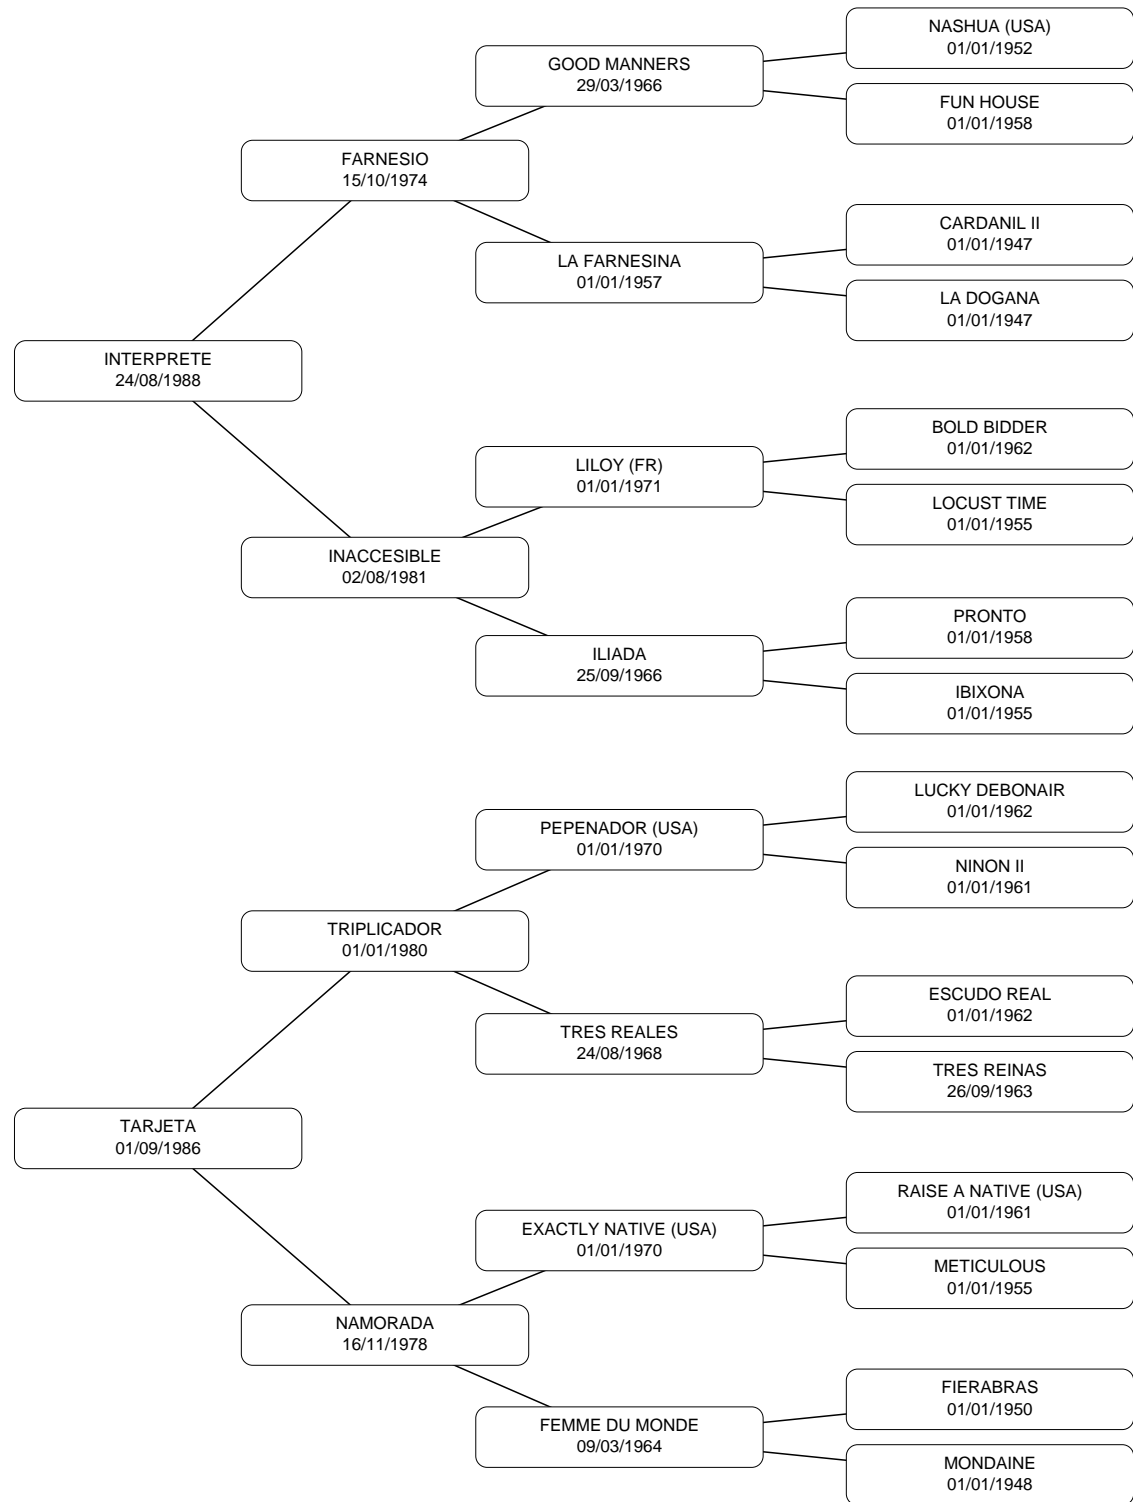 NASHUA (USA)
01/01/1952
GOOD MANNERS
29/03/1966
FUN HOUSE
01/01/1958
FARNESIO
15/10/1974
CARDANIL II
01/01/1947
LA FARNESINA
01/01/1957
LA DOGANA
01/01/1947
INTERPRETE
24/08/1988
BOLD BIDDER
01/01/1962
LILOY (FR)
01/01/1971
LOCUST TIME
01/01/1955
INACCESIBLE
02/08/1981
PRONTO
01/01/1958
ILIADA
25/09/1966
IBIXONA
01/01/1955
LUCKY DEBONAIR
01/01/1962
PEPENADOR (USA)
01/01/1970
NINON II
01/01/1961
TRIPLICADOR
01/01/1980
ESCUDO REAL
01/01/1962
TRES REALES
24/08/1968
TRES REINAS
26/09/1963
TARJETA
01/09/1986
RAISE A NATIVE (USA)
01/01/1961
EXACTLY NATIVE (USA)
01/01/1970
METICULOUS
01/01/1955
NAMORADA
16/11/1978
FIERABRAS
01/01/1950
FEMME DU MONDE
09/03/1964
MONDAINE
01/01/1948